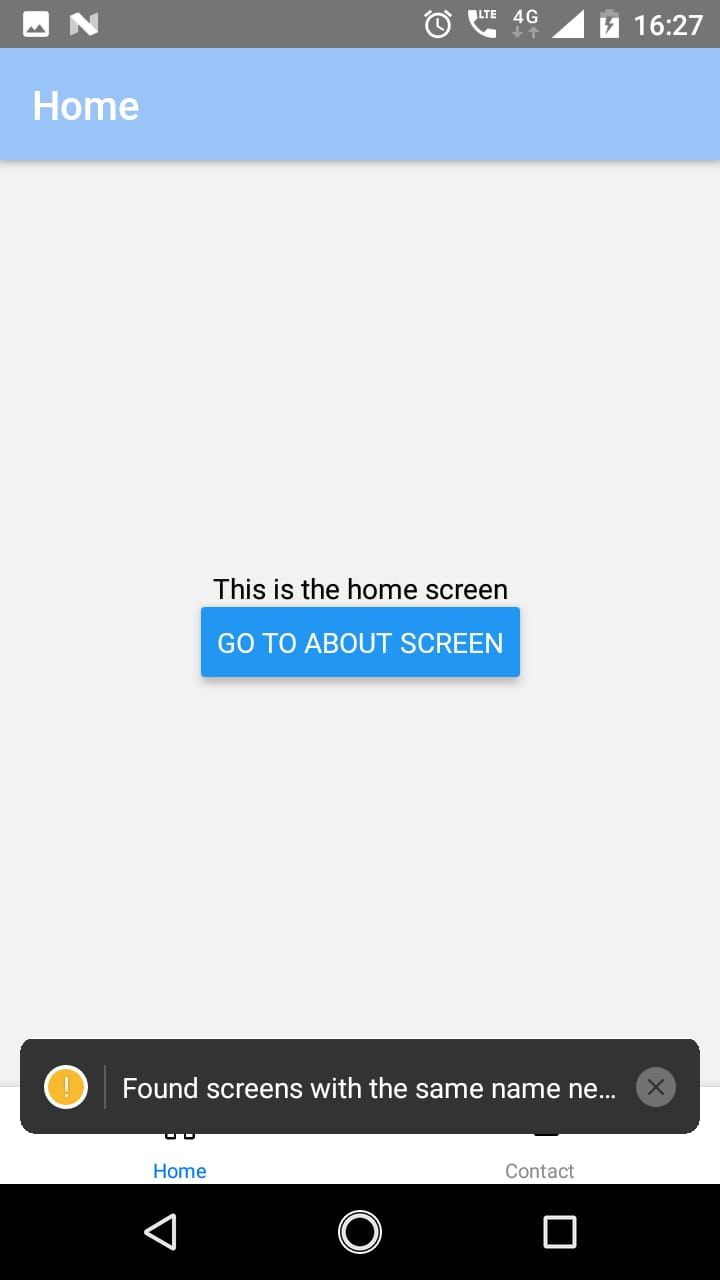 LTE 4G 16:27
Home
This is the home screen
GO TO ABOUT SCREEN
! Found screens with the same name ne...
Home Contact